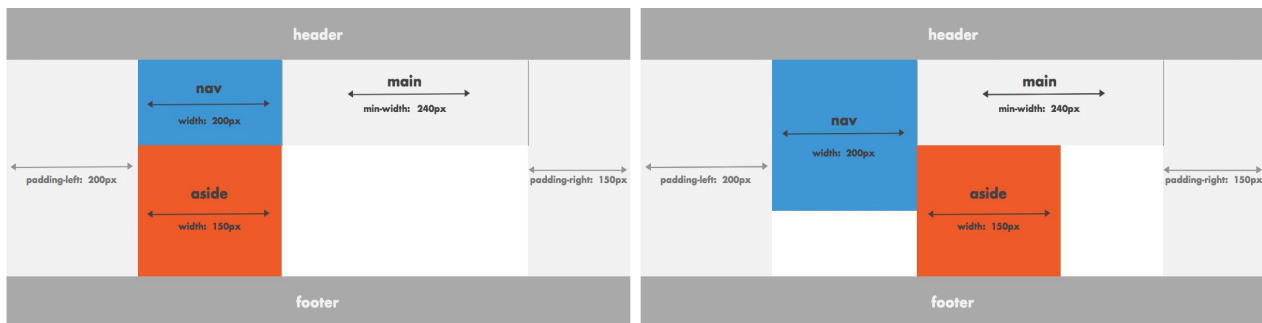 header
nav
width: 200px
main
min-width: 240px
padding-left: 200px
padding-right: 150px
aside
width: 150px
footer
header
main
min-width: 240px
nav
width: 200px
padding-left: 200px
padding-right: 150px
aside
width: 150px
footer